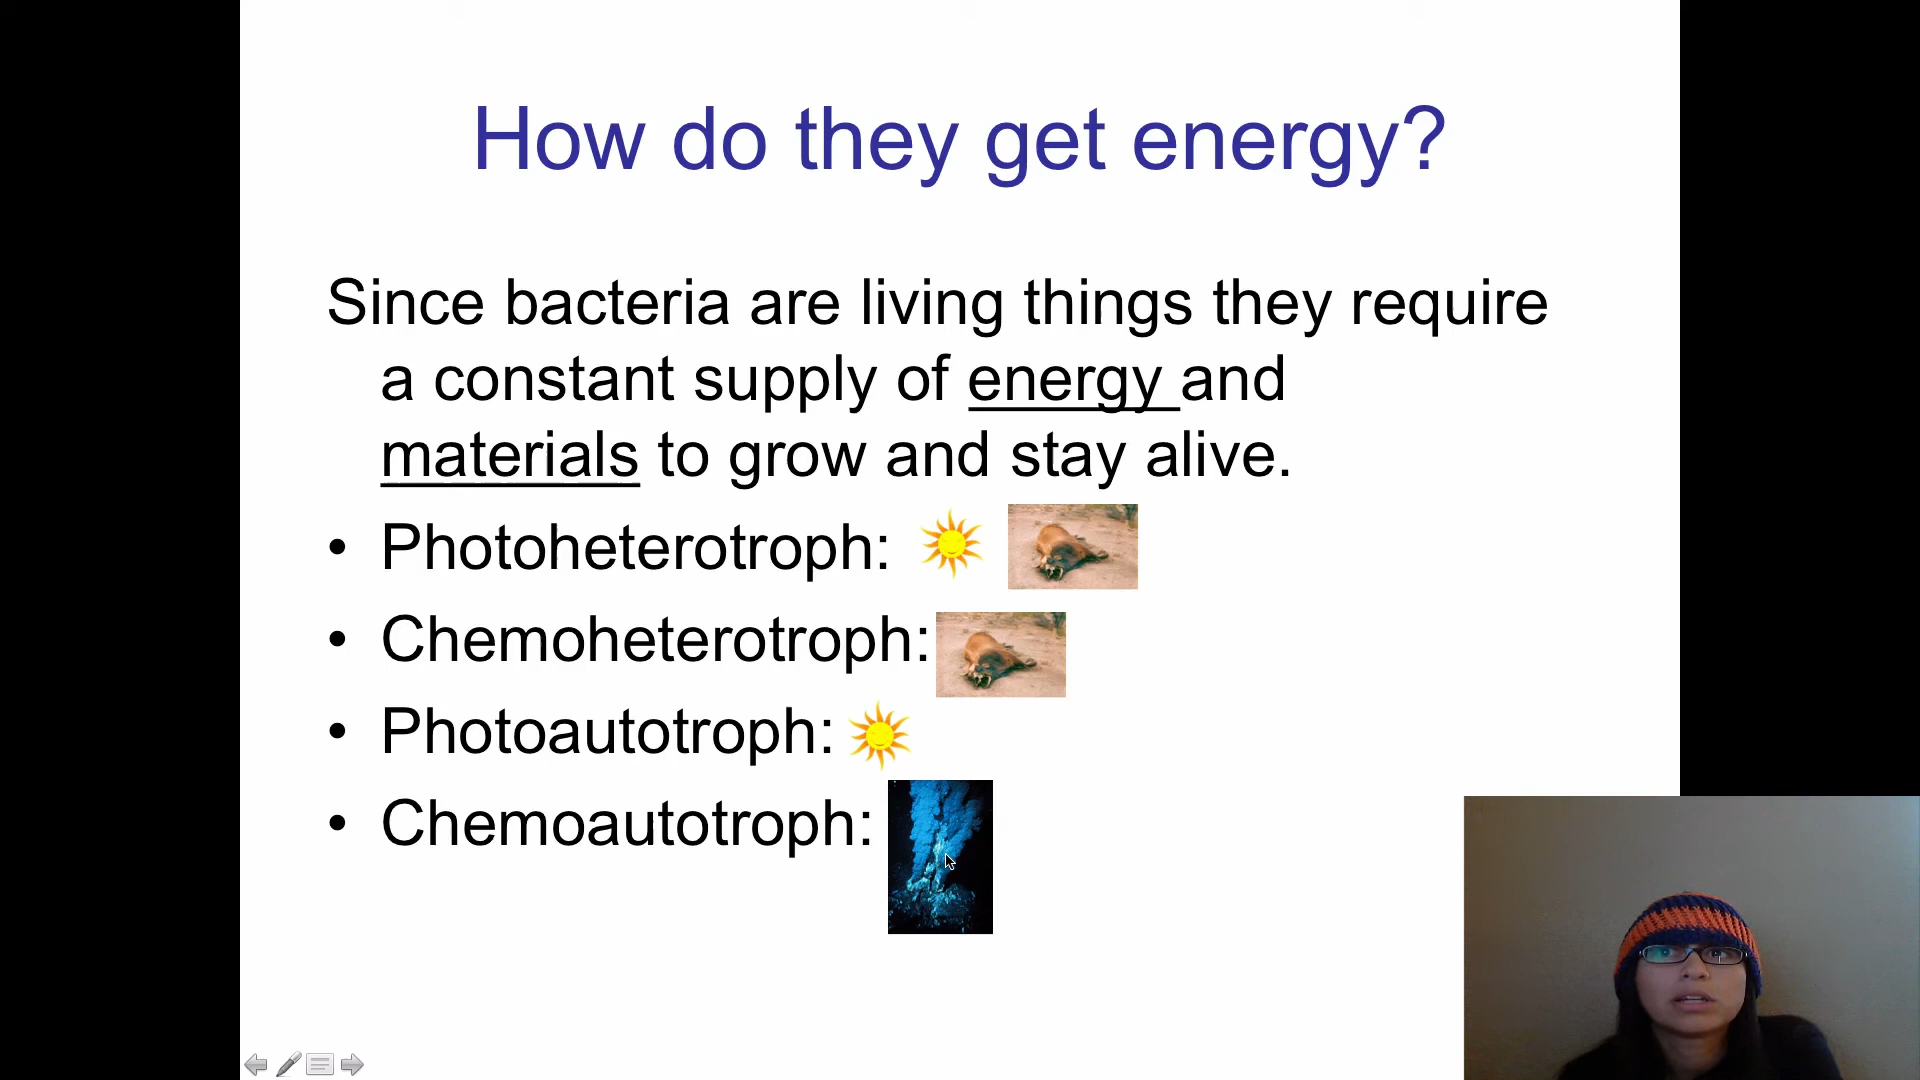 How do they get energy?
Since bacteria are living things they require
a constant supply of energy and
materials to grow and stay alive.
• Photoheterotroph:
• Chemoheterotroph:
• Photoautotroph:
• Chemoautotroph: